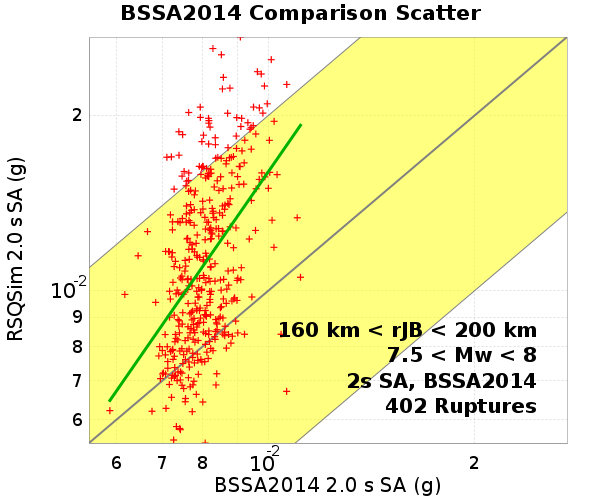 BSSA2014 Comparison Scatter
RSQSim 2.0 s SA (g)
2
10-2
9
8
7
6
160 km < rJB < 200 km
7.5 < Mw < 8
2s SA, BSSA2014
402 Ruptures
6 7 8 10-2 2
BSSA2014 2.0 s SA (g)